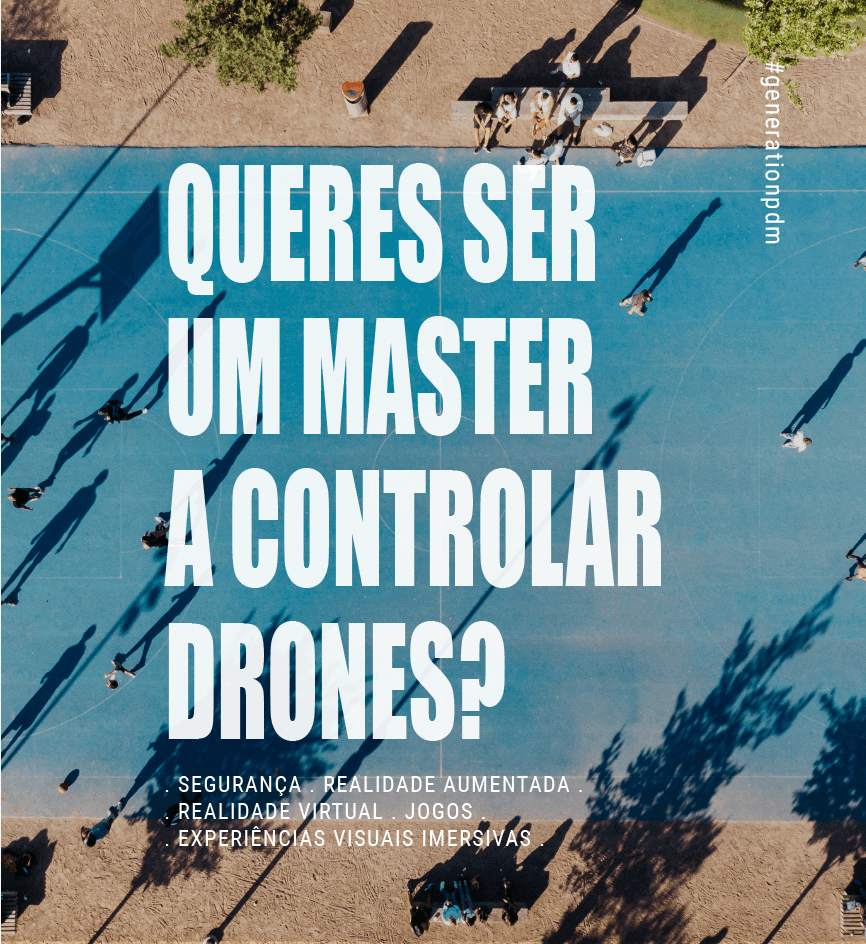 #generationpdm
QUERES SER
UM MASTER
A CONTROLAR
DRONES?
. SEGURANÇA . REALIDADE AUMENTADA .
. REALIDADE VIRTUAL . JOGOS .
. EXPERIÊNCIAS VISUAIS IMERSIVAS .